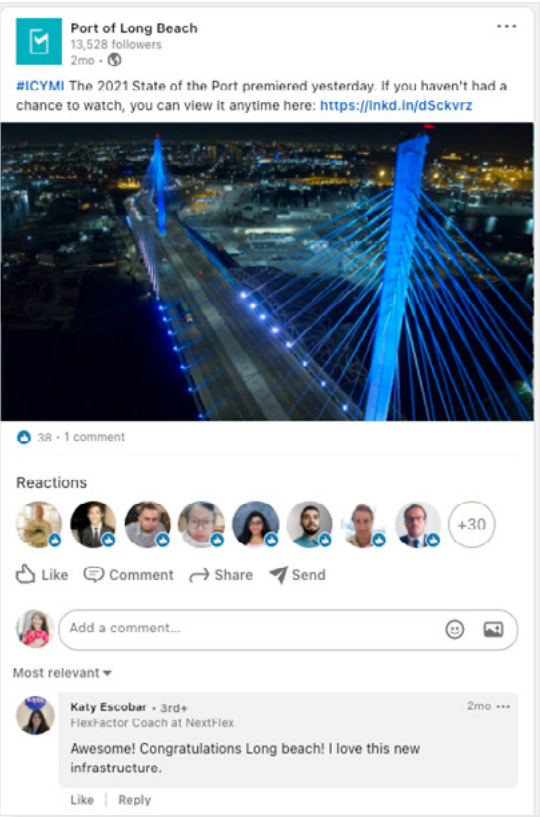 Port of Long Beach
13,528 followers
2mo •
#ICYMI The 2021 State of the Port premiered yesterday. If you haven't had a
chance to watch, you can view it anytime here: https://lnkd.in/dSckvrz
38 · 1 comment
Reactions
+30
Like Comment Share Send
Add a comment...
Most relevant
Katy Escobar • 3rd+ 2mo
FlexFactor Coach at NextFlex
Awesome! Congratulations Long beach! I love this new
infrastructure.
Like | Reply